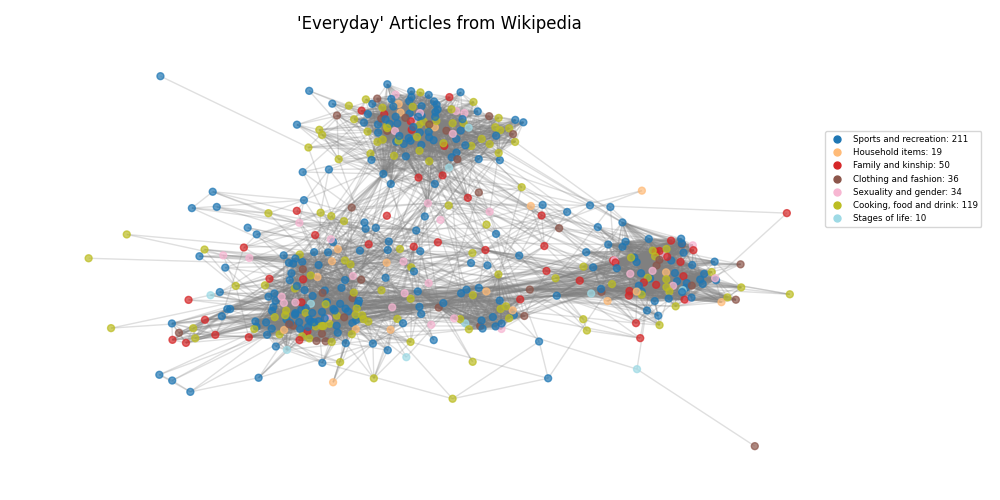 'Everyday' Articles from Wikipedia
Sports and recreation: 211
Household items: 19
Family and kinship: 50
Clothing and fashion: 36
Sexuality and gender: 34
Cooking, food and drink: 119
Stages of life: 10